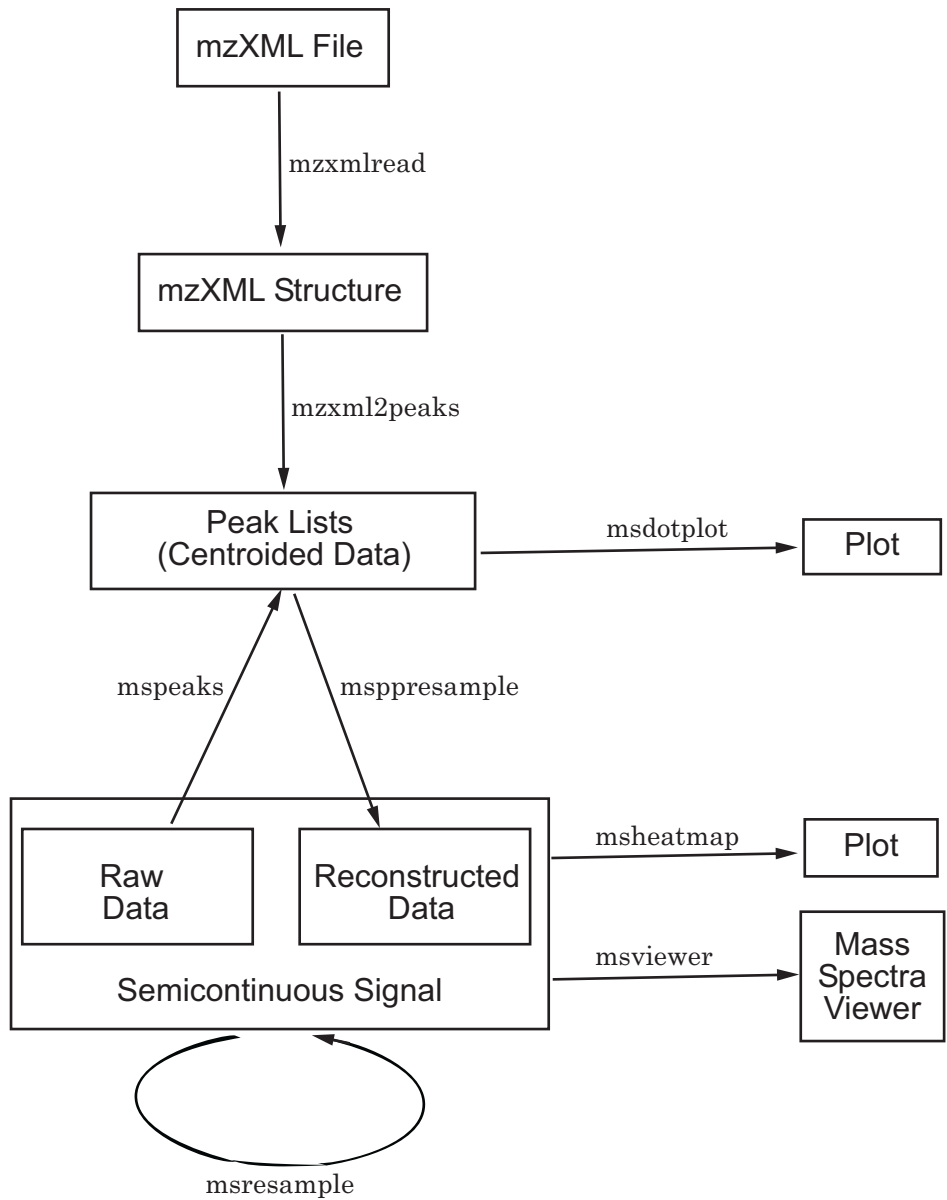 mzXML File
mzxmlread
mzXML Structure
mzxml2peaks
Peak Lists
(Centroided Data)
msdotplot
Plot
mspeaks
msppresample
Raw
Data
Reconstructed
Data
Semicontinuous Signal
msheatmap
Plot
msviewer
Mass
Spectra
Viewer
msresample